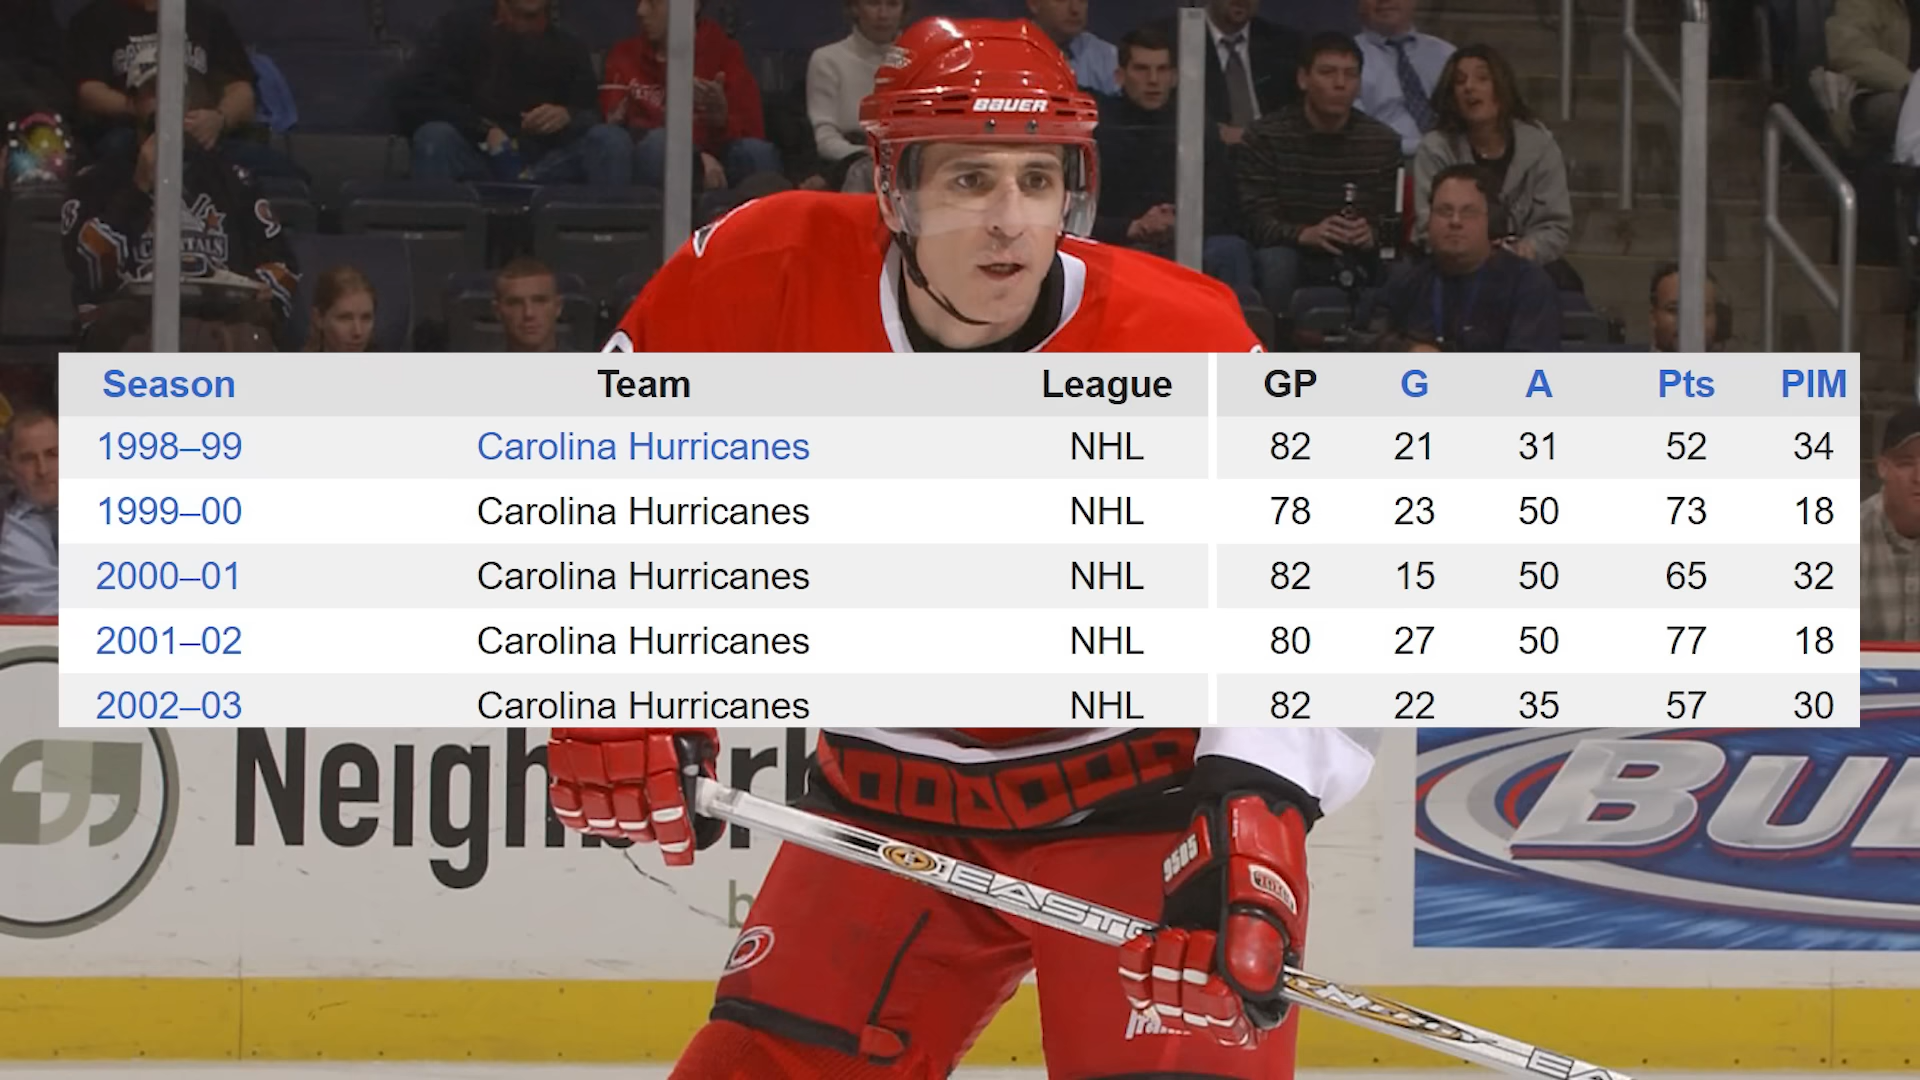 BAUER
CAPITALS
Season Team League GP G A Pts PIM
1998–99 Carolina Hurricanes NHL 82 21 31 52 34
1999–00 Carolina Hurricanes NHL 78 23 50 73 18
2000–01 Carolina Hurricanes NHL 82 15 50 65 32
2001–02 Carolina Hurricanes NHL 80 27 50 77 18
2002–03 Carolina Hurricanes NHL 82 22 35 57 30
9595
EA